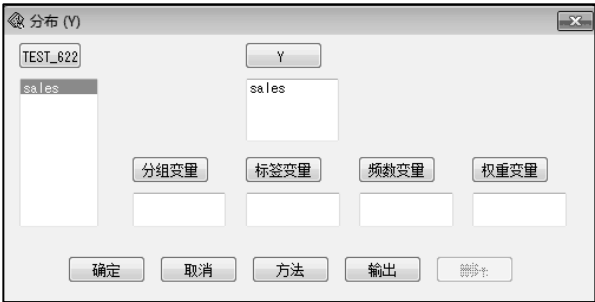 分布 (Y)
TEST_622 Y
sales sales
分组变量 标签变量 频数变量 权重变量
确定 取消 方法 输出